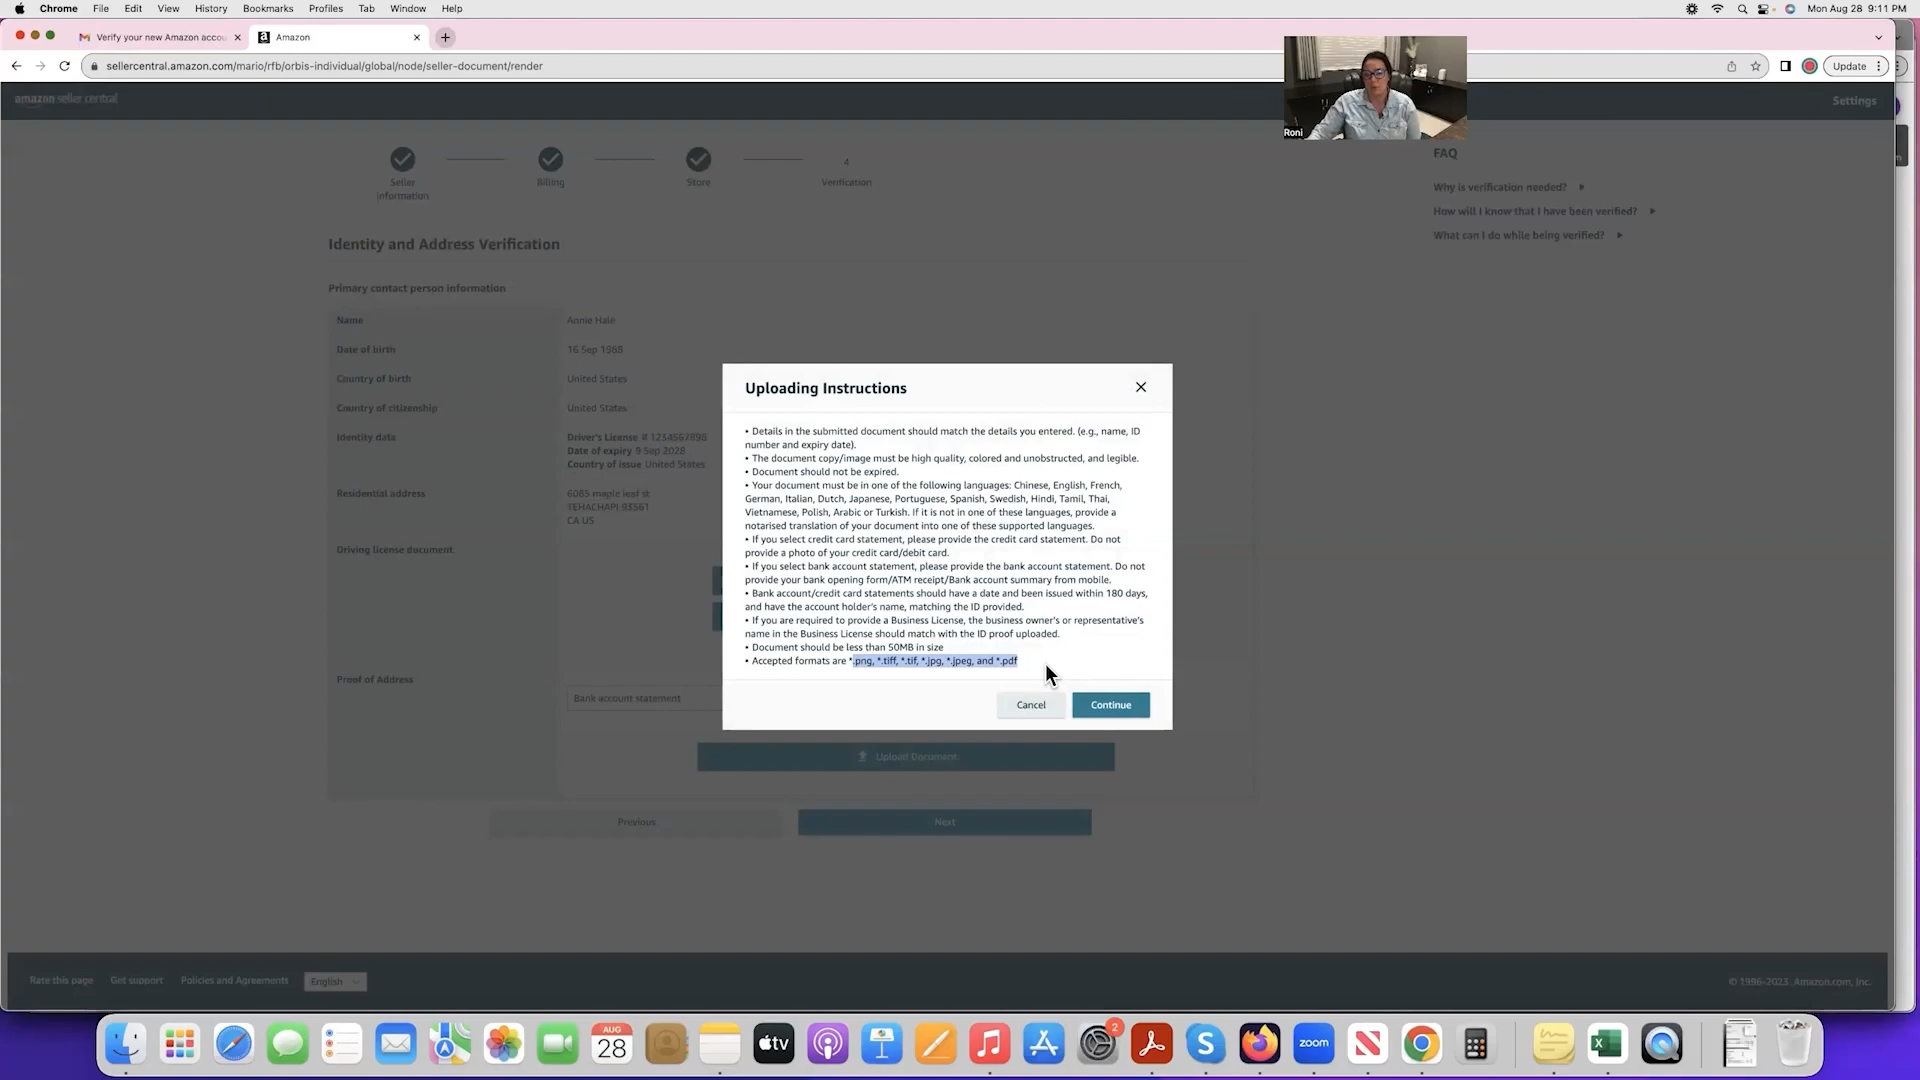 Chrome File Edit View History Bookmarks Profiles Tab Window Help
Mon Aug 28 9:11 PM
Verify your new Amazon accou
Amazon
sellercentral.amazon.com/mario/rfb/orbis-individual/global/node/seller-document/render
Update
amazon seller central
Settings
Roni
4
Seller
information
Billing
Store
Verification
FAQ
Why is verification needed?
How will I know that I have been verified?
What can I do while being verified?
Identity and Address Verification
Primary contact person information
Name
Annie Hale
Date of birth
16 Sep 1988
Country of birth
United States
Country of citizenship
United States
Identity data
Driver's License # 1234567898
Date of expiry 9 Sep 2028
Country of issue United States
Residential address
6085 maple leaf st
TEHACHAPI 93561
CA US
Driving license document
Proof of Address
Bank account statement
Upload Document
Previous
Next
Uploading Instructions
• Details in the submitted document should match the details you entered. (e.g., name, ID
number and expiry date).
• The document copy/image must be high quality, colored and unobstructed, and legible.
• Document should not be expired.
• Your document must be in one of the following languages: Chinese, English, French,
German, Italian, Dutch, Japanese, Portuguese, Spanish, Swedish, Hindi, Tamil, Thai,
Vietnamese, Polish, Arabic or Turkish. If it is not in one of these languages, provide a
notarised translation of your document into one of these supported languages.
• If you select credit card statement, please provide the credit card statement. Do not
provide a photo of your credit card/debit card.
• If you select bank account statement, please provide the bank account statement. Do not
provide your bank opening form/ATM receipt/Bank account summary from mobile.
• Bank account/credit card statements should have a date and been issued within 180 days,
and have the account holder's name, matching the ID provided.
• If you are required to provide a Business License, the business owner's or representative's
name in the Business License should match with the ID proof uploaded.
• Document should be less than 50MB in size
• Accepted formats are *.png, *.tiff, *.tif, *.jpg, *.jpeg, and *.pdf
Cancel
Continue
Rate this page
Get support
Policies and Agreements
English
© 1996-2023, Amazon.com, Inc.
AUG
28
tv
2
zoom